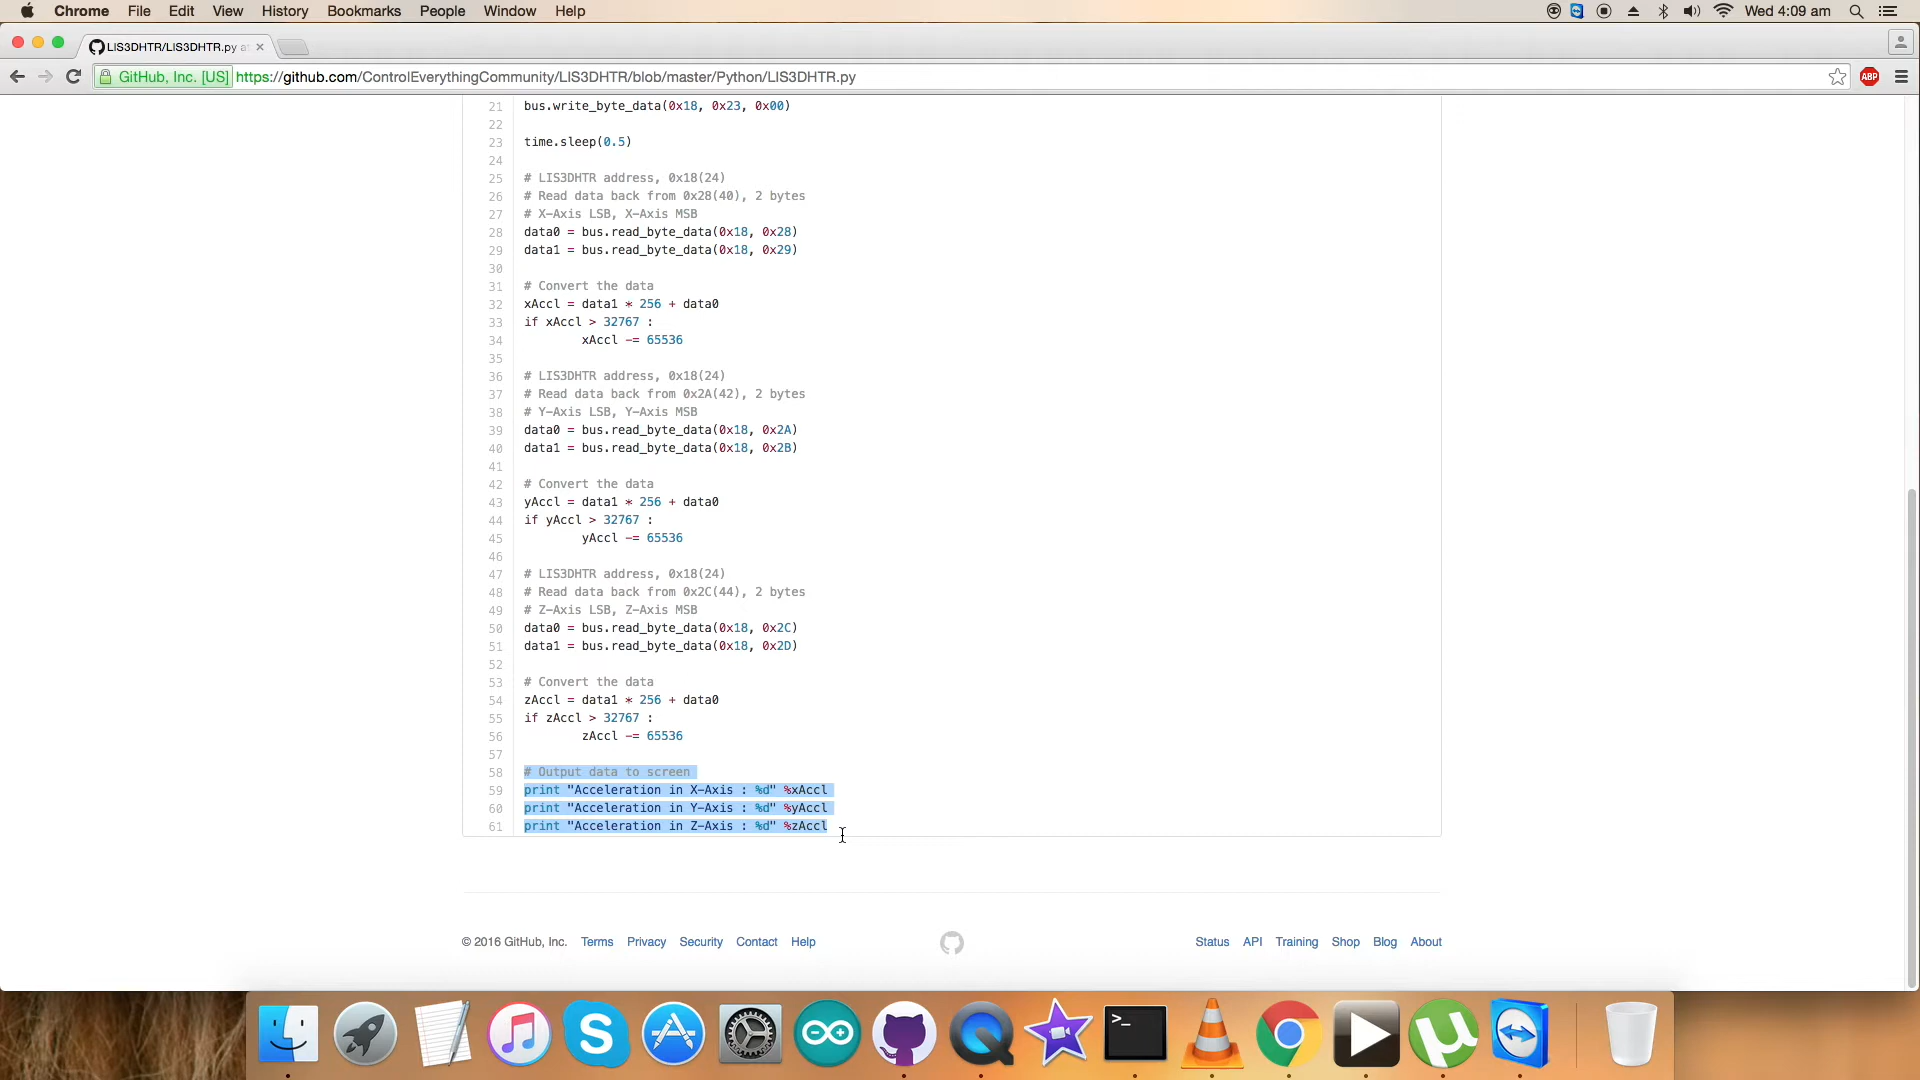 Chrome File Edit View History Bookmarks People Window Help Wed 4:09 am
LIS3DHTR/LIS3DHTR.py at
GitHub, Inc. [US] https://github.com/ControlEverythingCommunity/LIS3DHTR/blob/master/Python/LIS3DHTR.py ABP
21 bus.write_byte_data(0x18, 0x23, 0x00)
22
23 time.sleep(0.5)
24
25 # LIS3DHTR address, 0x18(24)
26 # Read data back from 0x28(40), 2 bytes
27 # X-Axis LSB, X-Axis MSB
28 data0 = bus.read_byte_data(0x18, 0x28)
29 data1 = bus.read_byte_data(0x18, 0x29)
30
31 # Convert the data
32 xAccl = data1 * 256 + data0
33 if xAccl > 32767 :
34 xAccl -= 65536
35
36 # LIS3DHTR address, 0x18(24)
37 # Read data back from 0x2A(42), 2 bytes
38 # Y-Axis LSB, Y-Axis MSB
39 data0 = bus.read_byte_data(0x18, 0x2A)
40 data1 = bus.read_byte_data(0x18, 0x2B)
41
42 # Convert the data
43 yAccl = data1 * 256 + data0
44 if yAccl > 32767 :
45 yAccl -= 65536
46
47 # LIS3DHTR address, 0x18(24)
48 # Read data back from 0x2C(44), 2 bytes
49 # Z-Axis LSB, Z-Axis MSB
50 data0 = bus.read_byte_data(0x18, 0x2C)
51 data1 = bus.read_byte_data(0x18, 0x2D)
52
53 # Convert the data
54 zAccl = data1 * 256 + data0
55 if zAccl > 32767 :
56 zAccl -= 65536
57
58 # Output data to screen
59 print "Acceleration in X-Axis : %d" %xAccl
60 print "Acceleration in Y-Axis : %d" %yAccl
61 print "Acceleration in Z-Axis : %d" %zAccl
© 2016 GitHub, Inc. Terms Privacy Security Contact Help Status API Training Shop Blog About